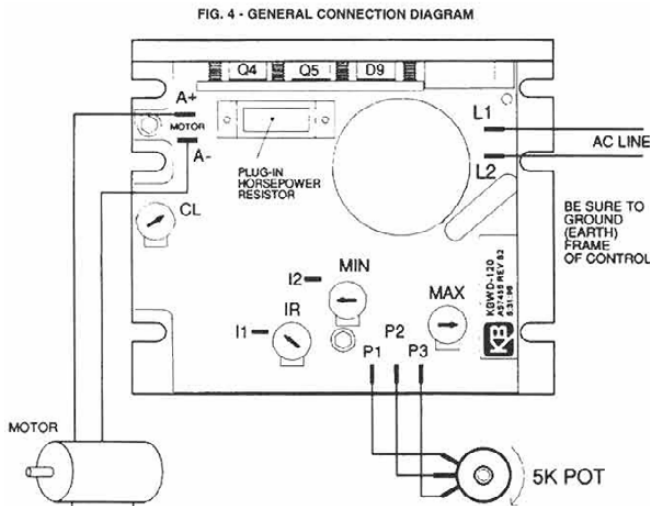 FIG. 4 - GENERAL CONNECTION DIAGRAM
Q4
Q5
D9
A+
MOTOR
A-
L1
L2
AC LINE
PLUG-IN
HORSEPOWER
RESISTOR
CL
BE SURE TO
GROUND
(EARTH)
FRAME
OF CONTROL
I2
MIN
I1
IR
MAX
P1
P2
P3
KB
KBWD-120
MOTOR
5K POT